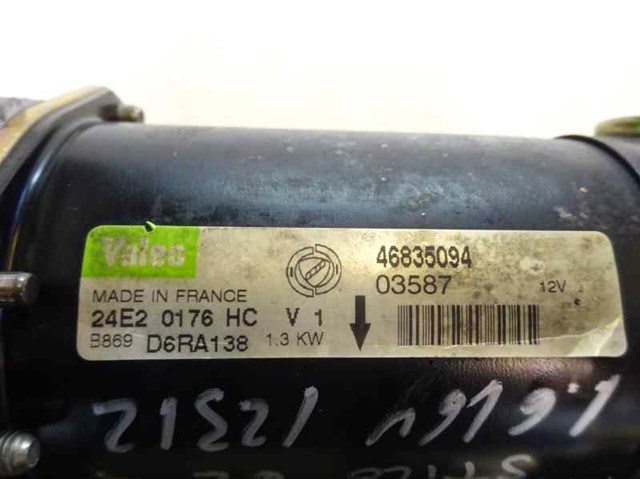 Valeo
46835094
MADE IN FRANCE
03587
12V
24E2 0176 HC V 1
B869 D6RA138 1.3 KW
1.6 16V 12312